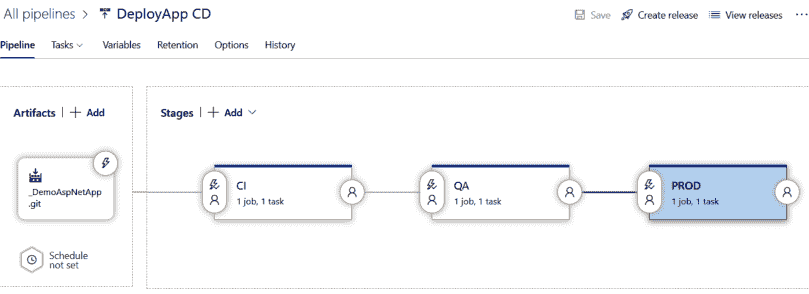 All pipelines > DeployApp CD
Save Create release View releases ...
Pipeline Tasks Variables Retention Options History
Artifacts | + Add
Stages | + Add
_DemoAspNetApp
.git
CI
1 job, 1 task
QA
1 job, 1 task
PROD
1 job, 1 task
Schedule
not set